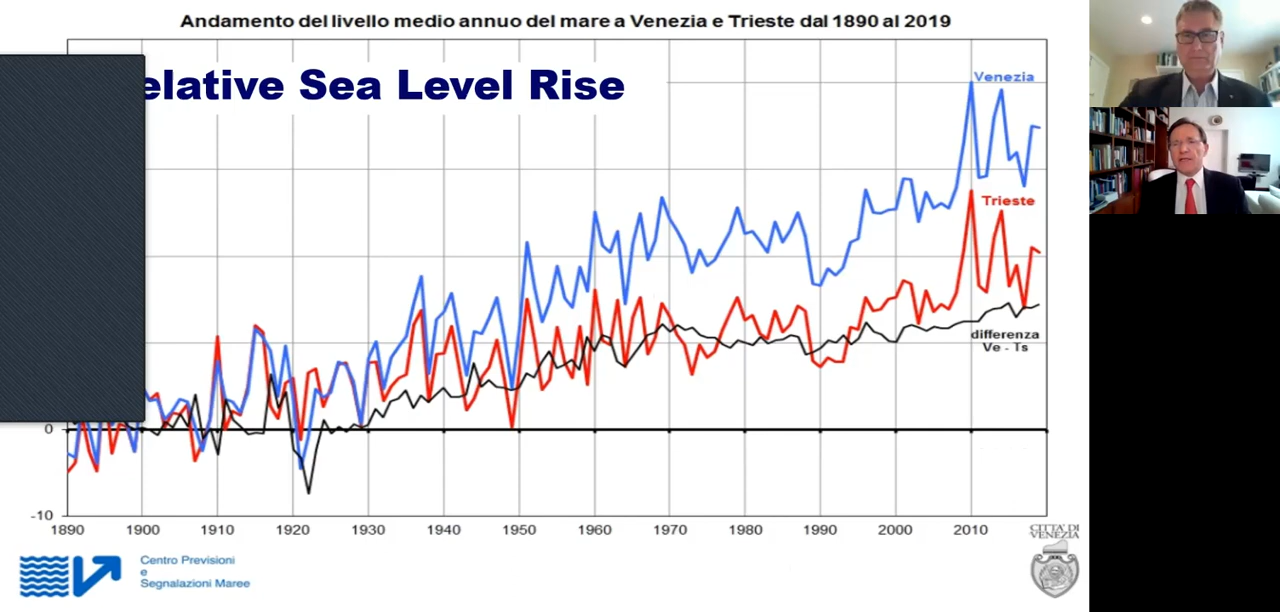 Andamento del livello medio annuo del mare a Venezia e Trieste dal 1890 al 2019
elative Sea Level Rise
Venezia
Trieste
differenza
Ve - Ts
0
-10
1890 1900 1910 1920 1930 1940 1950 1960 1970 1980 1990 2000 2010
Centro Previsioni
e
Segnalazioni Maree
CITTA' DI
VENEZIA